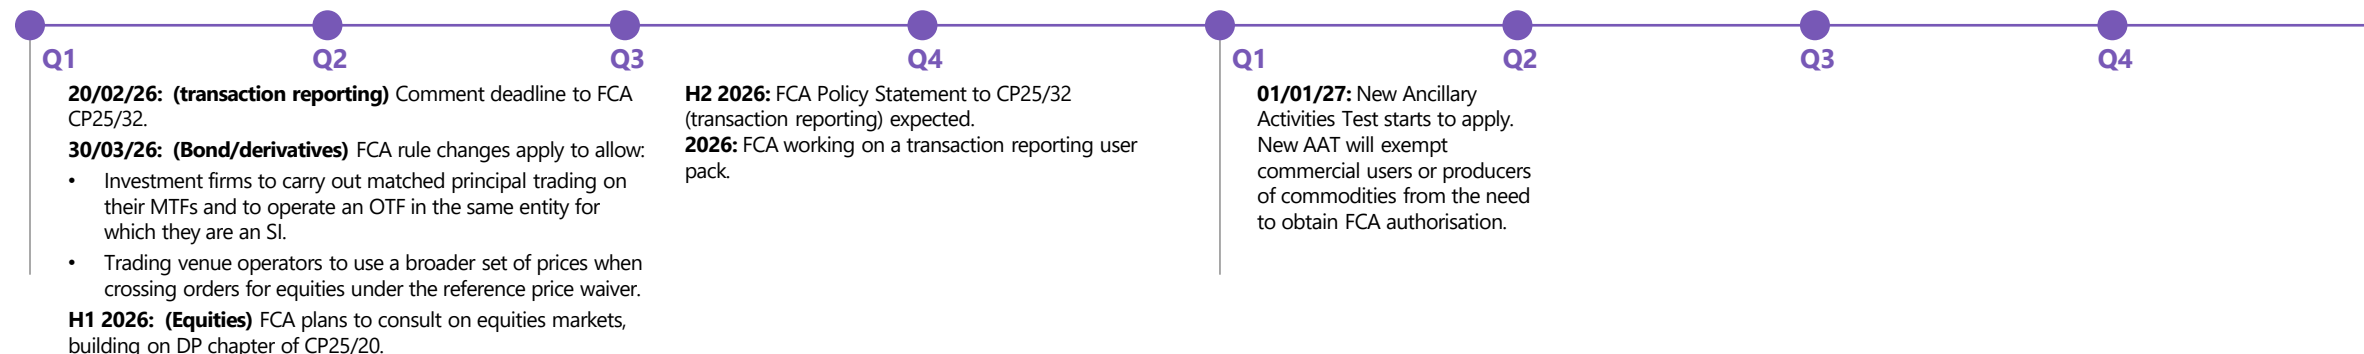 Q1
Q2
Q3
Q4
Q1
Q2
Q3
Q4
20/02/26: (transaction reporting) Comment deadline to FCA
CP25/32.
30/03/26: (Bond/derivatives) FCA rule changes apply to allow:
• Investment firms to carry out matched principal trading on
their MTFs and to operate an OTF in the same entity for
which they are an SI.
• Trading venue operators to use a broader set of prices when
crossing orders for equities under the reference price waiver.
H1 2026: (Equities) FCA plans to consult on equities markets,
building on DP chapter of CP25/20.
H2 2026: FCA Policy Statement to CP25/32
(transaction reporting) expected.
2026: FCA working on a transaction reporting user
pack.
01/01/27: New Ancillary
Activities Test starts to apply.
New AAT will exempt
commercial users or producers
of commodities from the need
to obtain FCA authorisation.